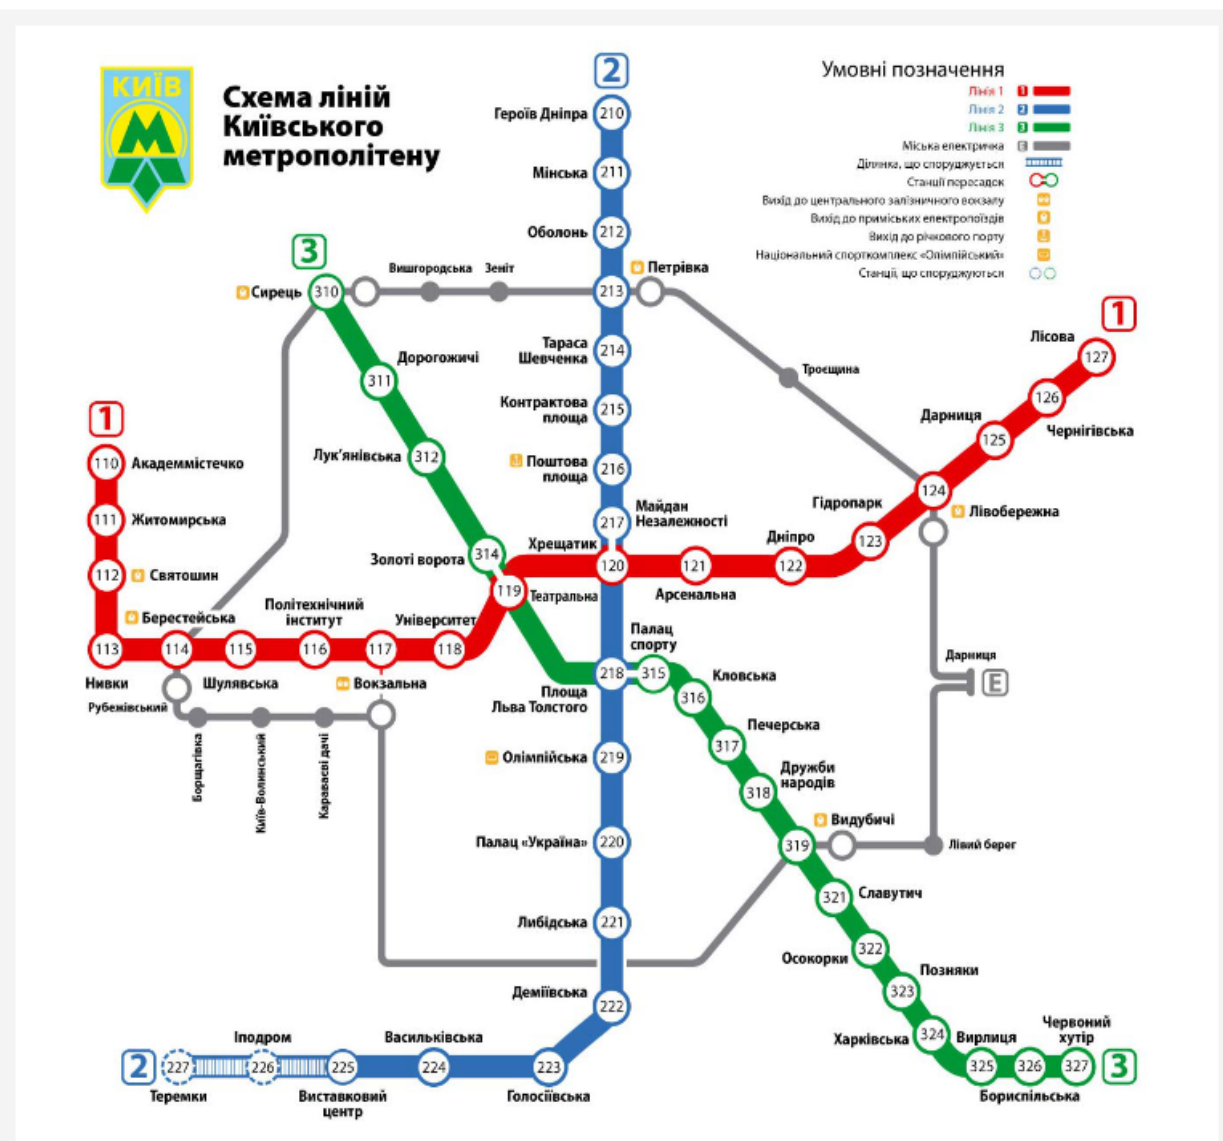 КИЇВ
М
Схема ліній
Київського
метрополітену
Умовні позначення
Лінія 1
1
Лінія 2
2
Лінія 3
3
Міська електричка
E
Ділянка, що споруджується
Станції пересадок
Вихід до центрального залізничного вокзалу
Вихід до приміських електропоїздів
Вихід до річкового порту
Національний спорткомплекс «Олімпійський»
Станції, що споруджуються
2
Героїв Дніпра
210
Мінська
211
Оболонь
212
213
Петрівка
Тараса
Шевченка
214
Контрактова
площа
215
Поштова
площа
216
Майдан
Незалежності
217
3
Сирець
310
Вишгородська
Зеніт
Дорогожичі
311
Лук'янівська
312
Золоті ворота
314
Троєщина
1
Лісова
127
126
Чернігівська
Дарниця
125
124
Лівобережна
Гідропарк
123
Дніпро
122
Арсенальна
121
Хрещатик
120
Театральна
119
1
110
Академмістечко
111
Житомирська
112
Святошин
Берестейська
Політехнічний
інститут
Університет
113
114
115
116
117
118
Нивки
Шулявська
Вокзальна
Рубежівський
Борщагівка
Київ-Волинський
Караваєві дачі
Палац
спорту
218
315
Площа
Льва Толстого
Кловська
316
Печерська
317
Дружби
народів
318
Видубичі
319
Дарниця
E
Лівий берег
Олімпійська
219
Палац «Україна»
220
Либідська
221
Деміївська
222
Славутич
321
Осокорки
322
Позняки
323
Харківська
324
Вирлиця
325
326
Бориспільська
Червоний
хутір
327
3
Іподром
Васильківська
2
227
226
225
224
223
Теремки
Виставковий
центр
Голосіївська